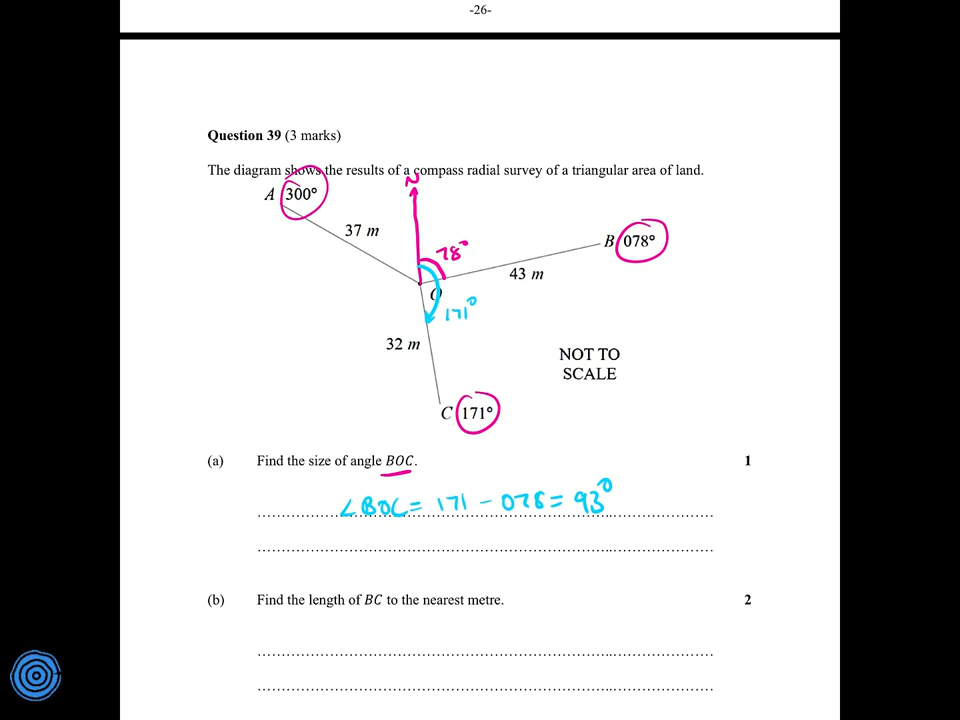 -26-
Question 39 (3 marks)
The diagram shows the results of a compass radial survey of a triangular area of land.
N
A 300°
37 m
78°
B 078°
43 m
O
171°
32 m
NOT TO
SCALE
C 171°
(a) Find the size of angle BOC. 1
∠BOC = 171 - 078 = 93°
(b) Find the length of BC to the nearest metre. 2